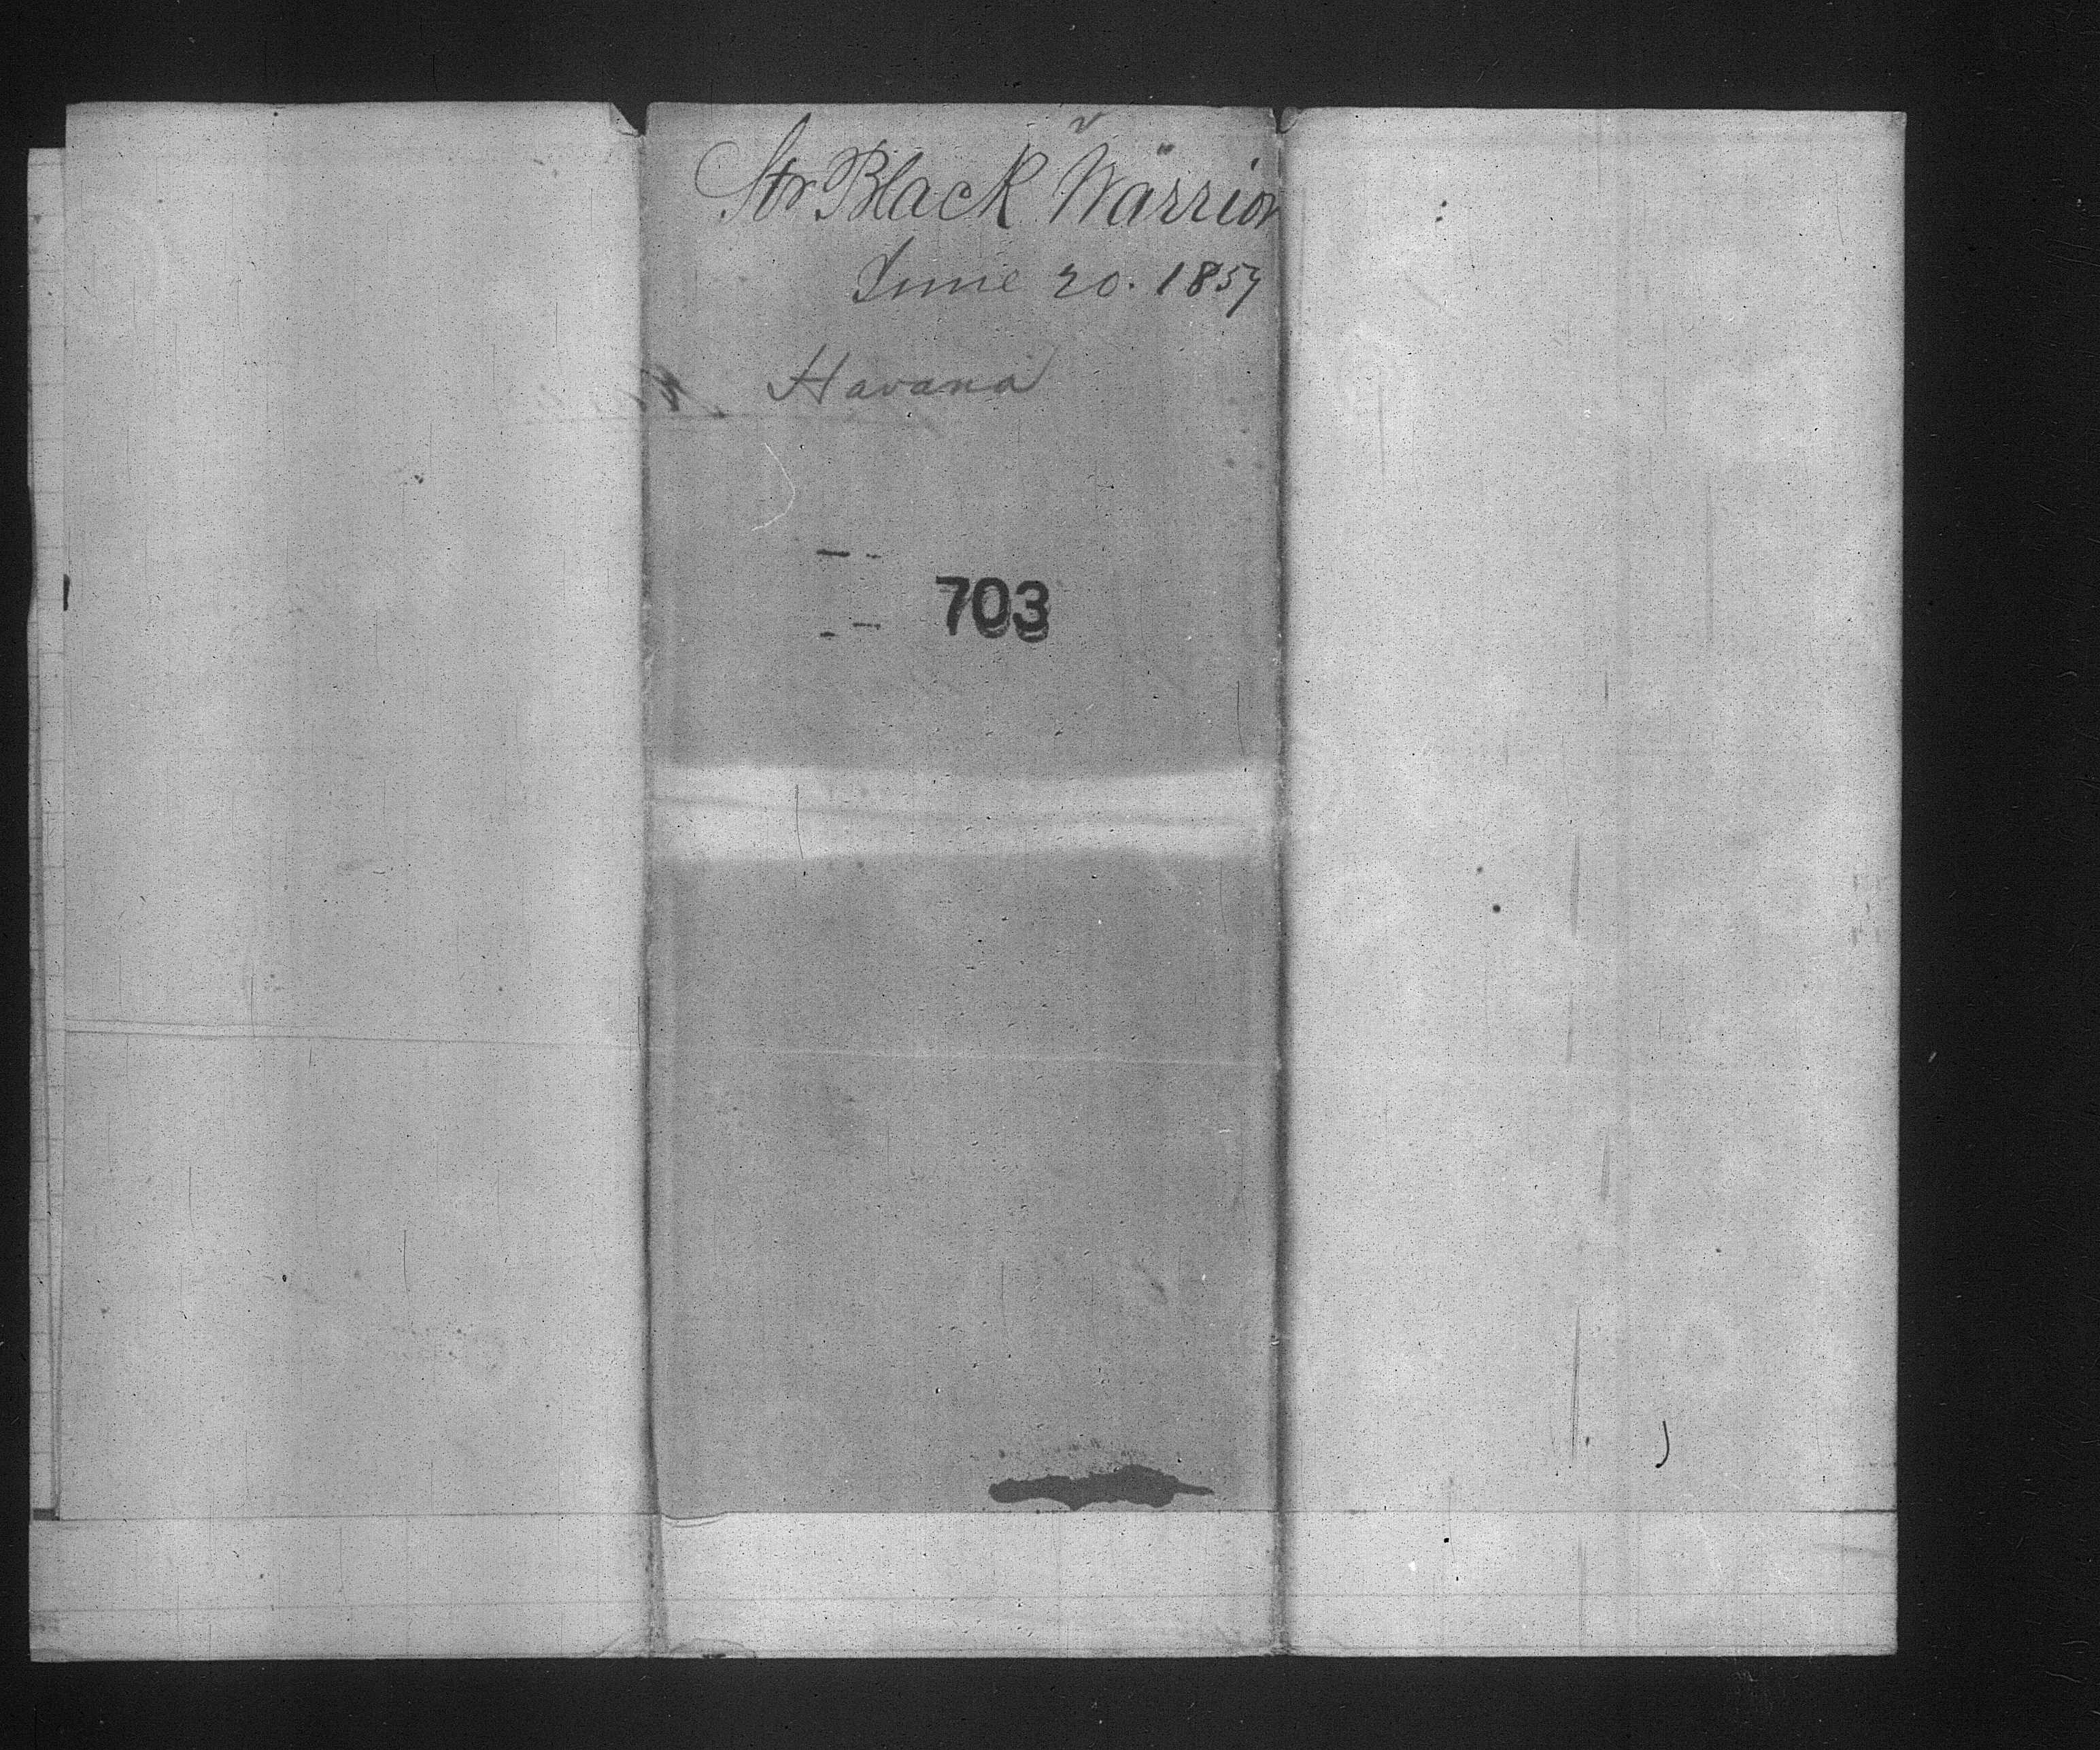 Str Black Warrior
June 20. 1857
Havana
703